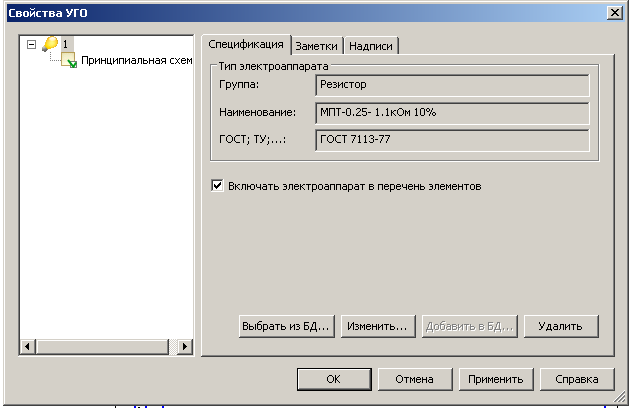 Свойства УГО
1
Принципиальная схем
Спецификация
Заметки
Надписи
Тип электроаппарата
Группа:
Резистор
Наименование:
МПТ-0.25- 1.1кОм 10%
ГОСТ; ТУ;...:
ГОСТ 7113-77
Включать электроаппарат в перечень элементов
Выбрать из БД...
Изменить...
Добавить в БД...
Удалить
OK
Отмена
Применить
Справка